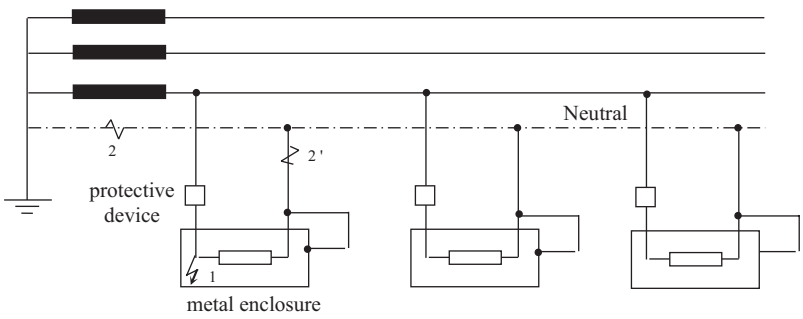 Neutral
2
2'
protective
device
1
metal enclosure